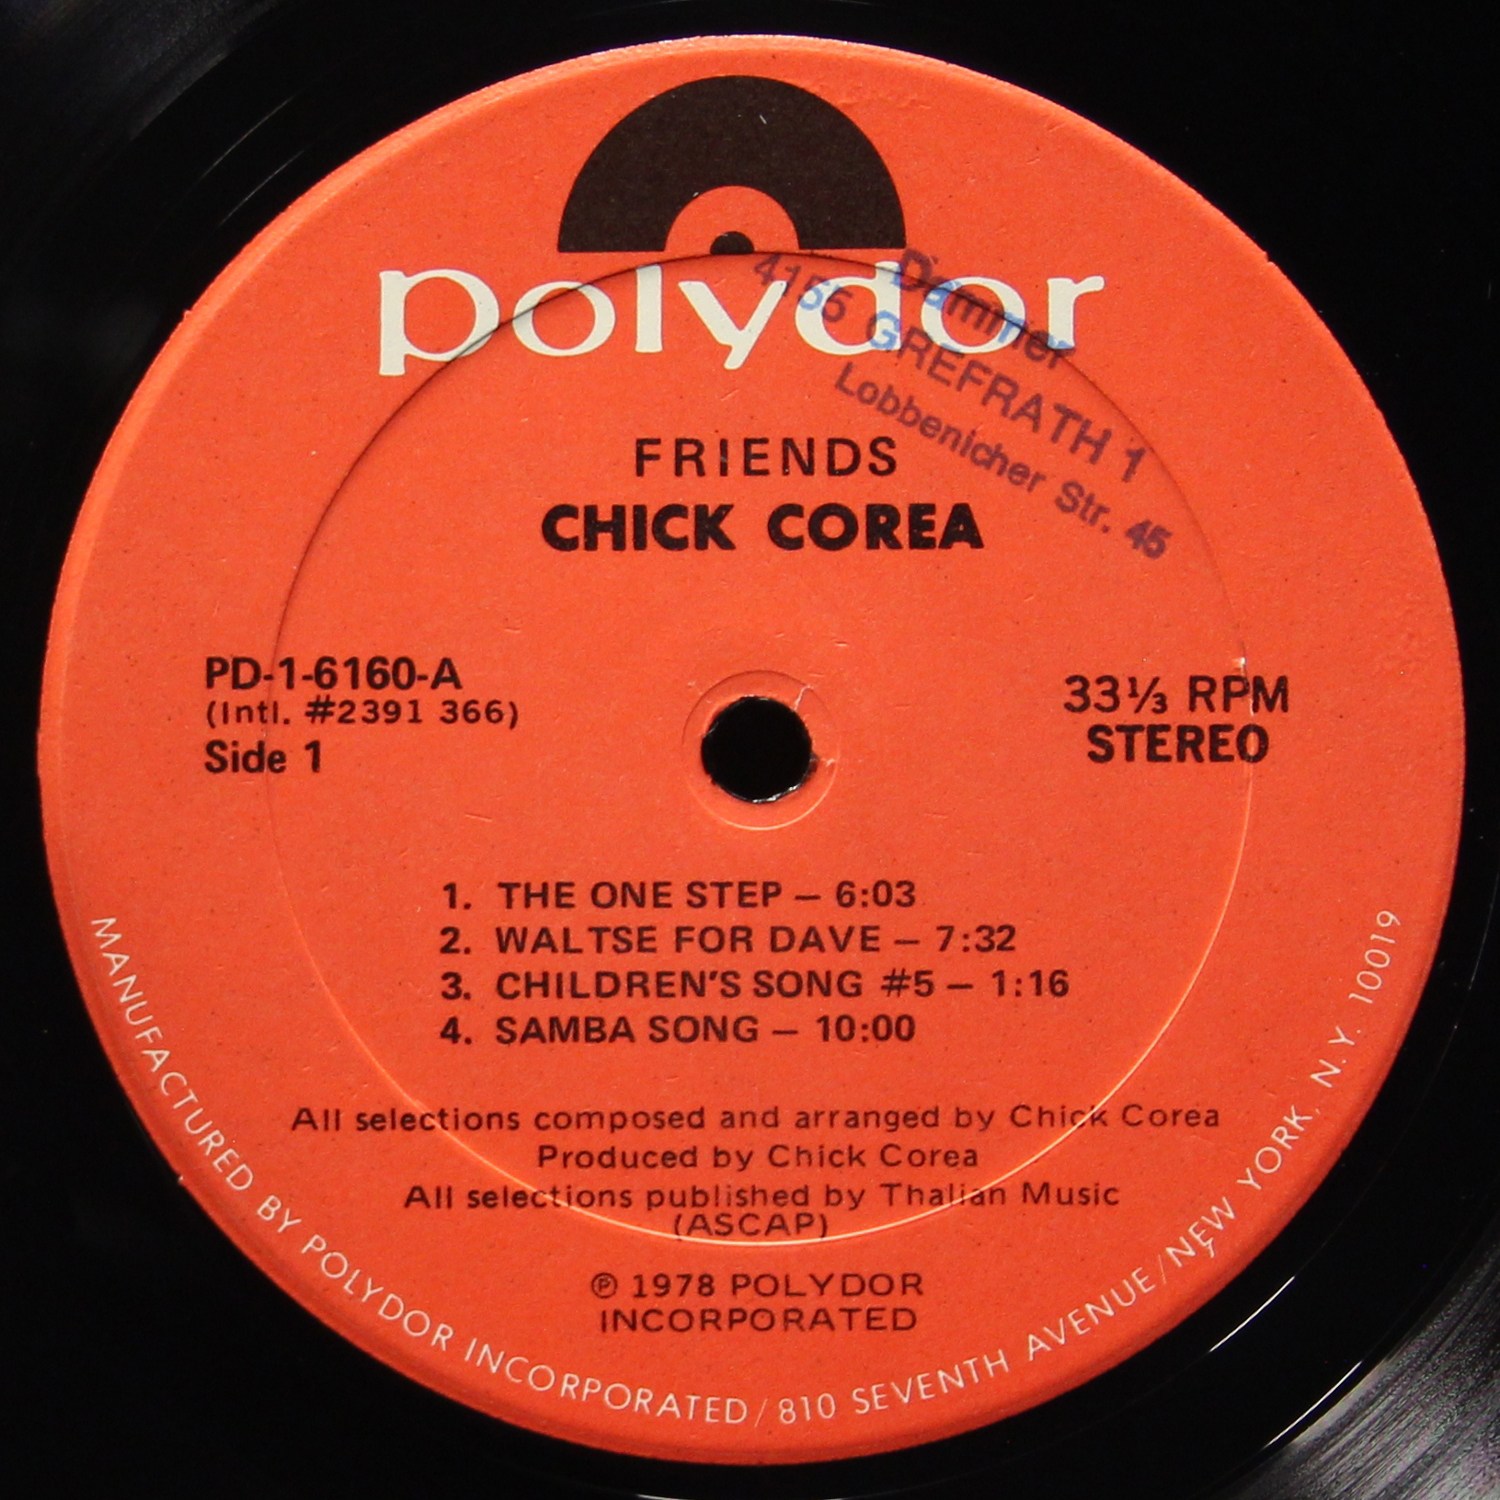 polydor
Dammer
4155 GREFRATH 1
Lobbenicher Str. 45
FRIENDS
CHICK COREA
PD-1-6160-A
(Intl. #2391 366)
Side 1
33⅓ RPM
STEREO
1. THE ONE STEP — 6:03
2. WALTSE FOR DAVE — 7:32
3. CHILDREN'S SONG #5 — 1:16
4. SAMBA SONG — 10:00
All selections composed and arranged by Chick Corea
Produced by Chick Corea
All selections published by Thalian Music
(ASCAP)
℗ 1978 POLYDOR
INCORPORATED
MANUFACTURED BY POLYDOR INCORPORATED/810 SEVENTH AVENUE/NEW YORK, N.Y. 10019